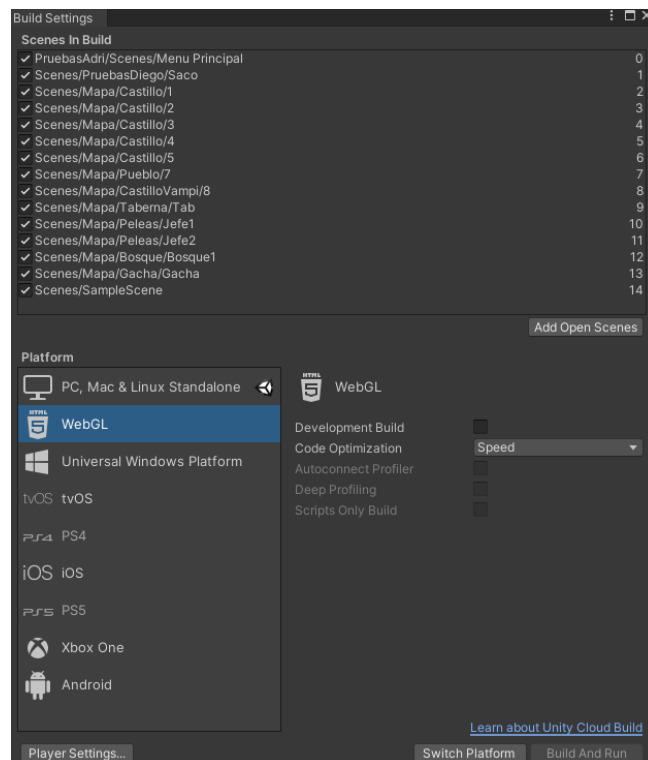 Build Settings
Scenes In Build
PruebasAdri/Scenes/Menu Principal 0
Scenes/PruebasDiego/Saco 1
Scenes/Mapa/Castillo/1 2
Scenes/Mapa/Castillo/2 3
Scenes/Mapa/Castillo/3 4
Scenes/Mapa/Castillo/4 5
Scenes/Mapa/Castillo/5 6
Scenes/Mapa/Pueblo/7 7
Scenes/Mapa/CastilloVampi/8 8
Scenes/Mapa/Taberna/Tab 9
Scenes/Mapa/Peleas/Jefe1 10
Scenes/Mapa/Peleas/Jefe2 11
Scenes/Mapa/Bosque/Bosque1 12
Scenes/Mapa/Gacha/Gacha 13
Scenes/SampleScene 14
Add Open Scenes
Platform
PC, Mac & Linux Standalone
HTML 5 WebGL
Universal Windows Platform
tvOS tvOS
PS4 PS4
iOS iOS
PS5 PS5
Xbox One
Android
HTML 5 WebGL
Development Build
Code Optimization Speed
Autoconnect Profiler
Deep Profiling
Scripts Only Build
Learn about Unity Cloud Build
Player Settings... Switch Platform Build And Run